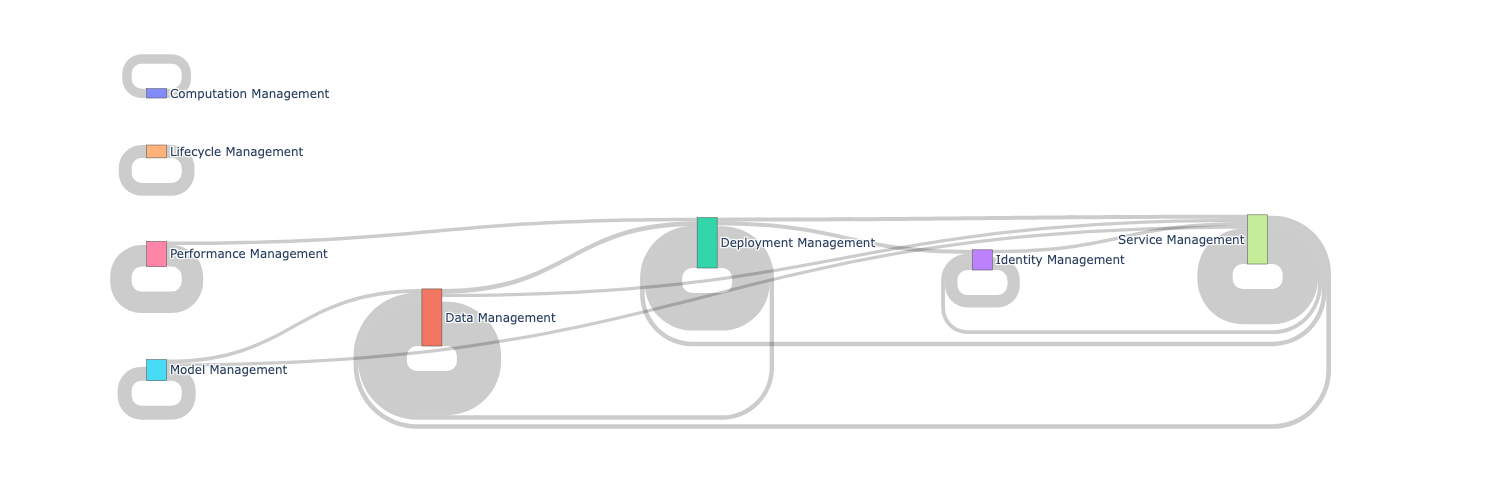 Computation Management
Lifecycle Management
Performance Management
Deployment Management
Service Management
Identity Management
Data Management
Model Management